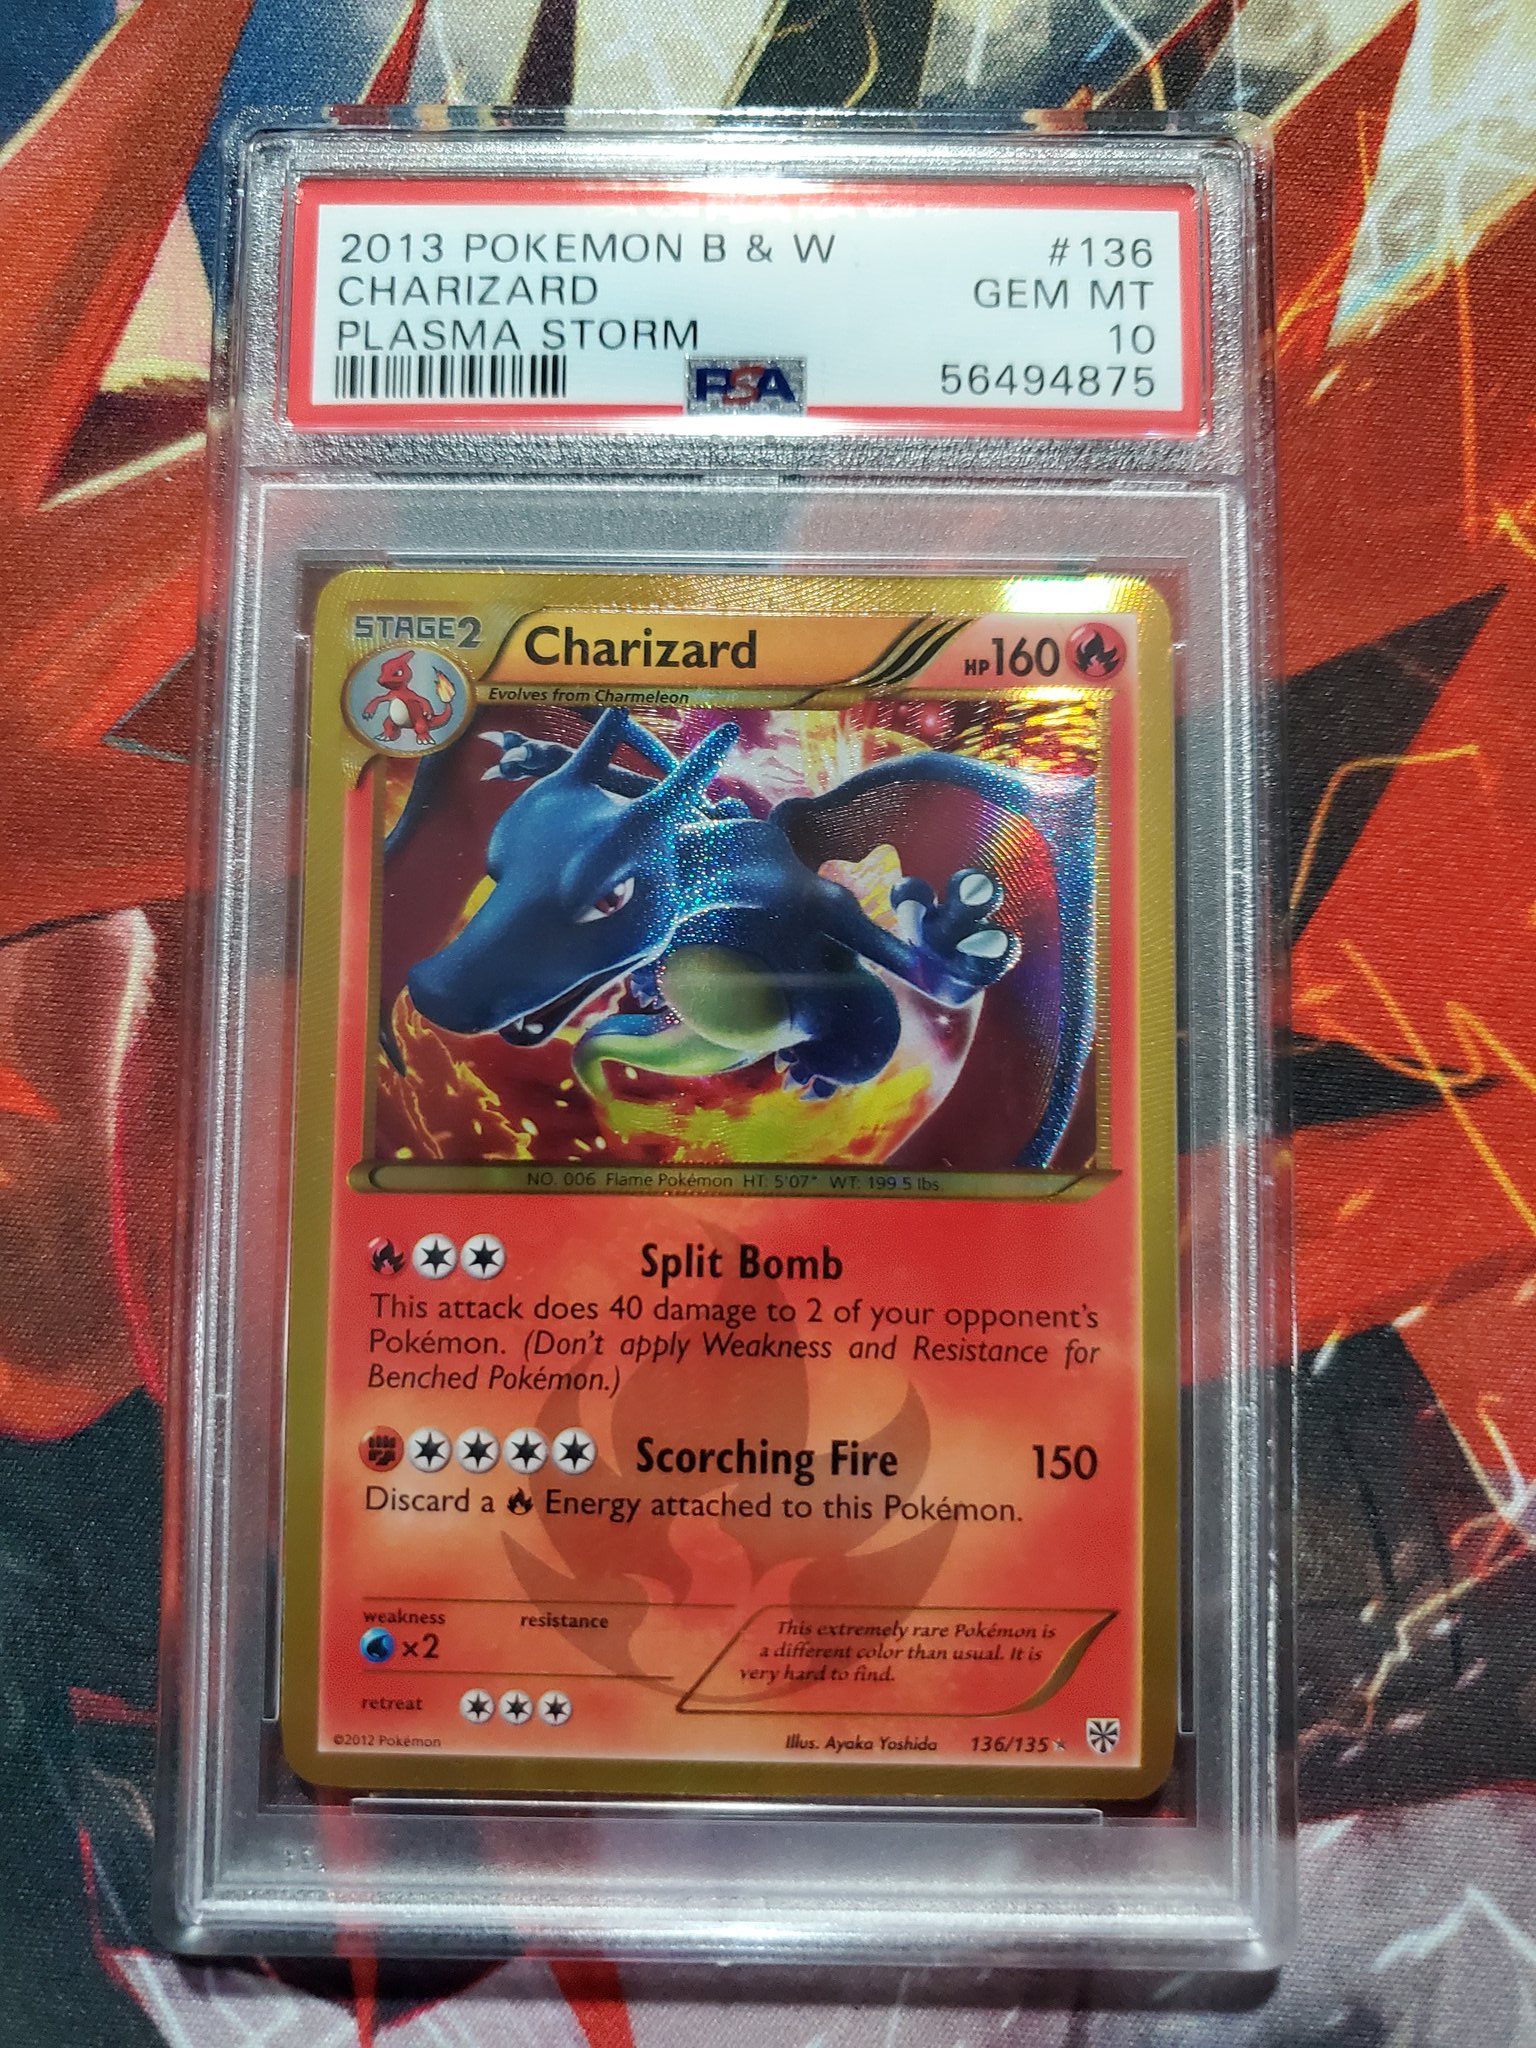 2013 POKEMON B & W #136
CHARIZARD GEM MT
PLASMA STORM 10
PSA 56494875
STAGE2 Charizard HP160
Evolves from Charmeleon
NO. 006 Flame Pokémon HT: 5'07" WT: 199.5 lbs.
Split Bomb
This attack does 40 damage to 2 of your opponent's
Pokémon. (Don't apply Weakness and Resistance for
Benched Pokémon.)
Scorching Fire 150
Discard a Energy attached to this Pokémon.
weakness resistance
×2
retreat
This extremely rare Pokémon is
a different color than usual. It is
very hard to find.
©2012 Pokémon Illus. Ayaka Yoshida 136/135